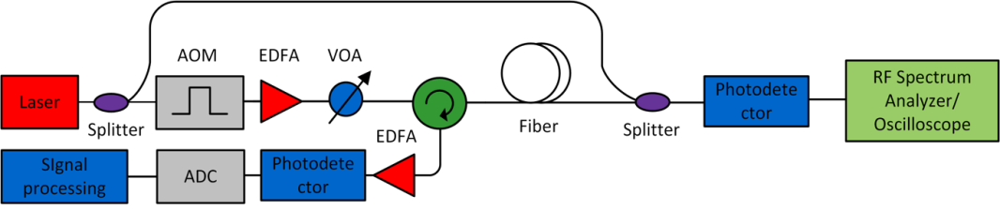 AOM
EDFA
VOA
Laser
Splitter
Fiber
Splitter
Photodete
ctor
RF Spectrum
Analyzer/
Oscilloscope
EDFA
SIgnal
processing
ADC
Photodete
ctor